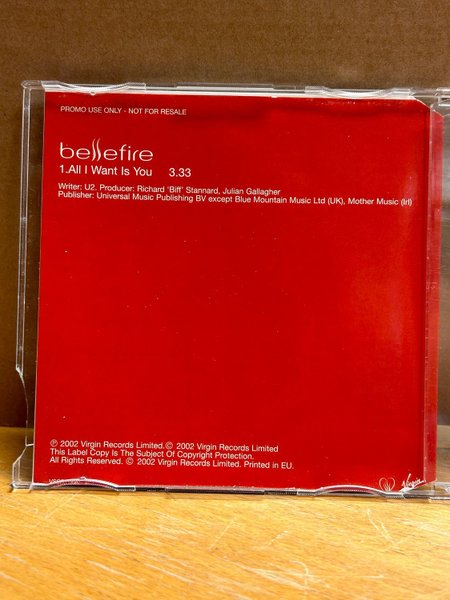 PROMO USE ONLY - NOT FOR RESALE
bellefire
1.All I Want Is You 3.33
Writer: U2. Producer: Richard 'Biff' Stannard, Julian Gallagher
Publisher: Universal Music Publishing BV except Blue Mountain Music Ltd (UK), Mother Music (Irl)
℗ 2002 Virgin Records Limited.© 2002 Virgin Records Limited
This Label Copy Is The Subject Of Copyright Protection.
All Rights Reserved. © 2002 Virgin Records Limited. Printed in EU.
Virgin